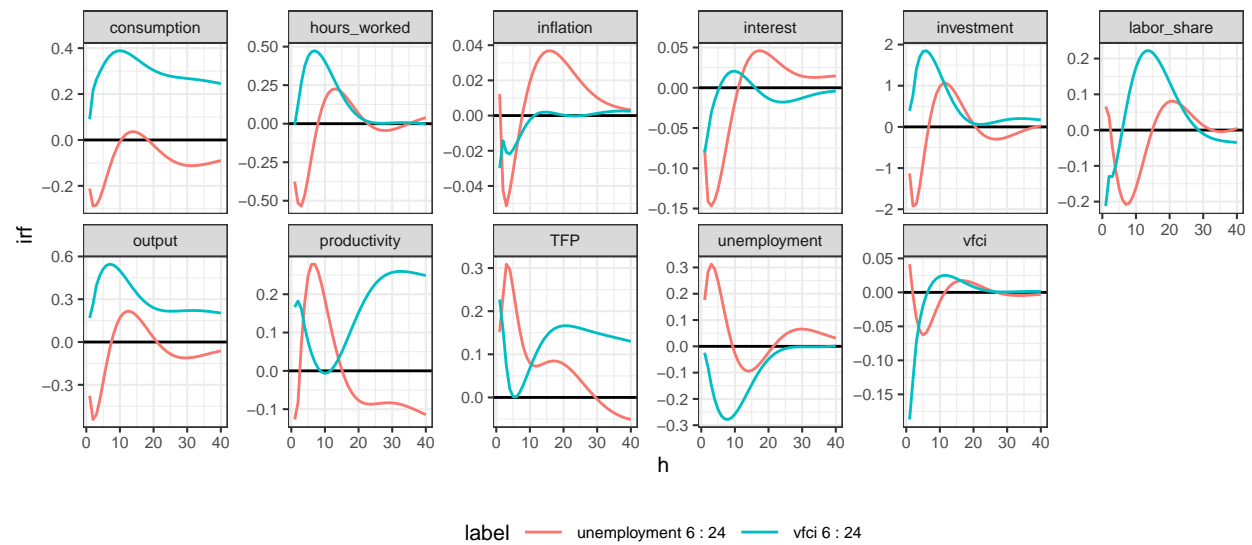 consumption hours_worked inflation interest investment labor_share
0.4 0.2 0.0 −0.2
0.50 0.25 0.00 −0.25 −0.50
0.04 0.02 0.00 −0.02 −0.04
0.05 0.00 −0.05 −0.10 −0.15
2 1 0 −1 −2
0.2 0.1 0.0 −0.1 −0.2
0 10 20 30 40
irf
output productivity TFP unemployment vfci
0.6 0.3 0.0 −0.3
0.2 0.1 0.0 −0.1
0.3 0.2 0.1 0.0
0.3 0.2 0.1 0.0 −0.1 −0.2 −0.3
0.05 0.00 −0.05 −0.10 −0.15
0 10 20 30 40 0 10 20 30 40 0 10 20 30 40 0 10 20 30 40 0 10 20 30 40
h
label unemployment 6 : 24 vfci 6 : 24